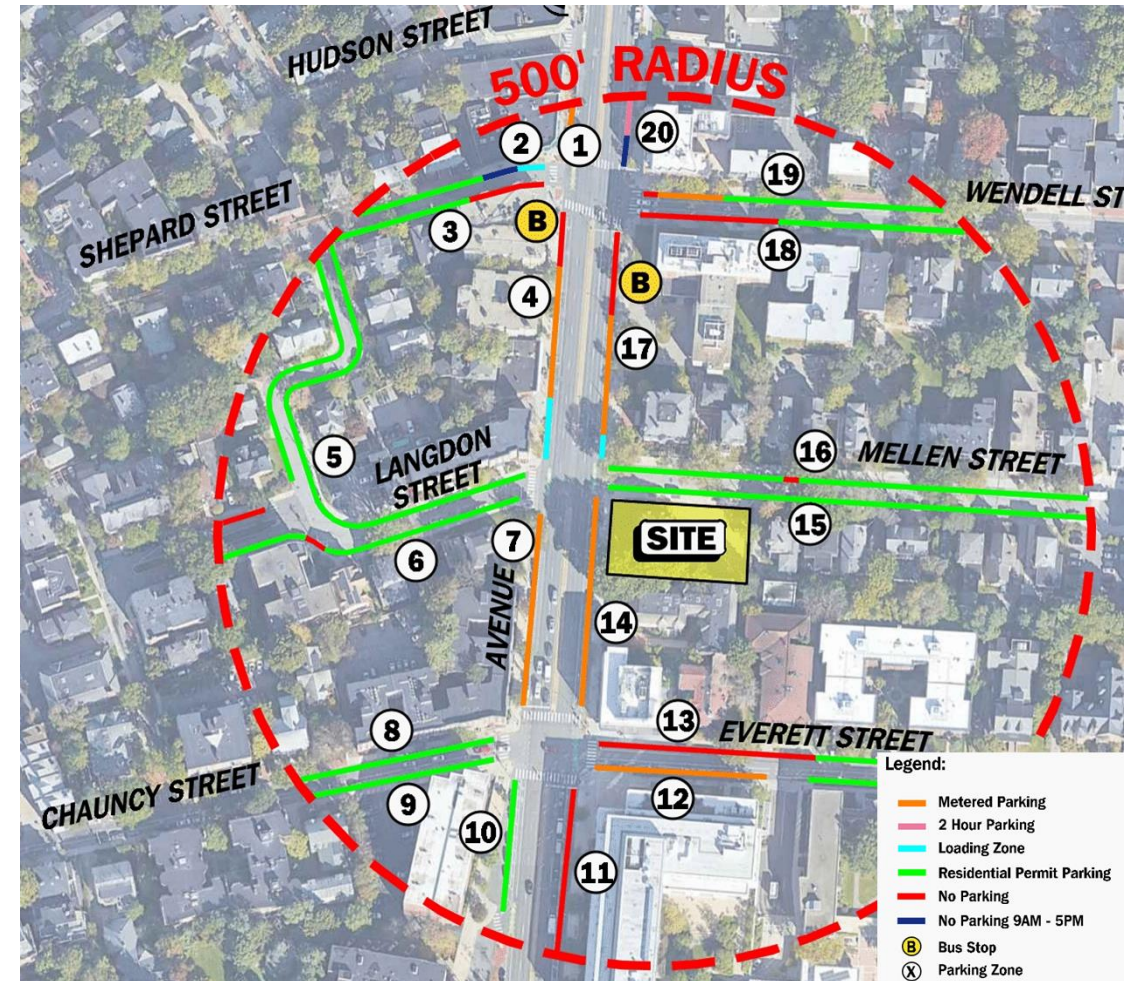 HUDSON STREET
500' RADIUS
2
1
20
SHEPARD STREET
19
WENDELL ST
3
B
18
4
B
17
5
LANGDON
STREET
16
MELLEN STREET
6
7
SITE
15
AVENUE
14
8
13
EVERETT STREET
CHAUNCY STREET
9
10
12
11
Legend:
Metered Parking
2 Hour Parking
Loading Zone
Residential Permit Parking
No Parking
No Parking 9AM - 5PM
B Bus Stop
X Parking Zone